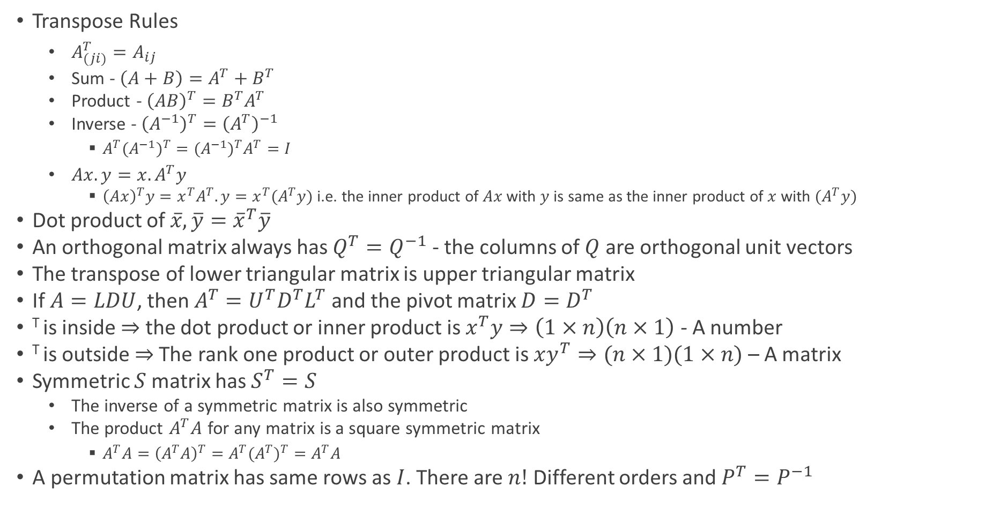 • Transpose Rules
• $A^T_{(ji)} = A_{ij}$
• Sum - $(A + B) = A^T + B^T$
• Product - $(AB)^T = B^T A^T$
• Inverse - $(A^{-1})^T = (A^T)^{-1}$
▪ $A^T(A^{-1})^T = (A^{-1})^T A^T = I$
• $Ax.y = x.A^T y$
▪ $(Ax)^T y = x^T A^T.y = x^T(A^T y)$ i.e. the inner product of $Ax$ with $y$ is same as the inner product of $x$ with $(A^T y)$
• Dot product of $\bar{x}, \bar{y} = \bar{x}^T \bar{y}$
• An orthogonal matrix always has $Q^T = Q^{-1}$ - the columns of $Q$ are orthogonal unit vectors
• The transpose of lower triangular matrix is upper triangular matrix
• If $A = LDU$, then $A^T = U^T D^T L^T$ and the pivot matrix $D = D^T$
• $^T$ is inside ⇒ the dot product or inner product is $x^T y$ ⇒ $(1 × n)(n × 1)$ - A number
• $^T$ is outside ⇒ The rank one product or outer product is $xy^T$ ⇒ $(n × 1)(1 × n)$ – A matrix
• Symmetric $S$ matrix has $S^T = S$
• The inverse of a symmetric matrix is also symmetric
• The product $A^T A$ for any matrix is a square symmetric matrix
▪ $A^T A = (A^T A)^T = A^T(A^T)^T = A^T A$
• A permutation matrix has same rows as $I$. There are $n!$ Different orders and $P^T = P^{-1}$